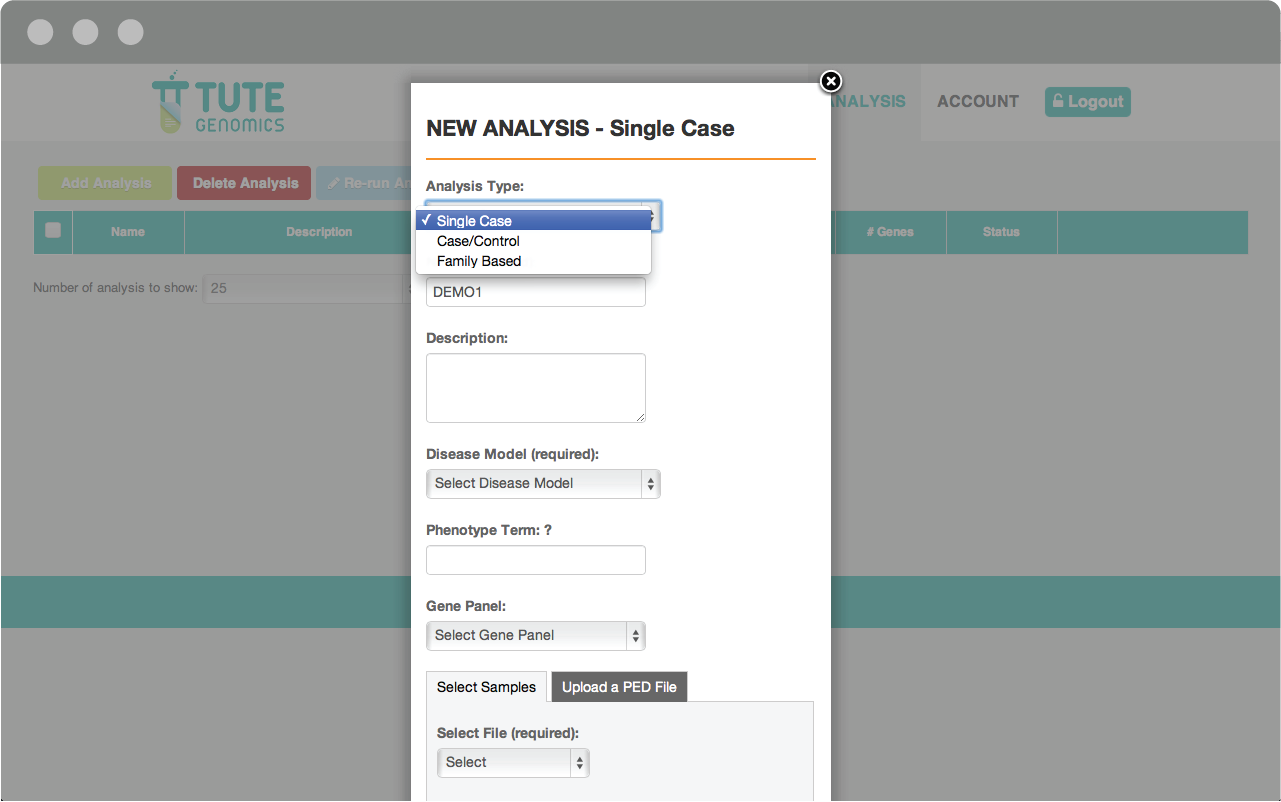 TUTE
GENOMICS
ANALYSIS
ACCOUNT
Logout
Add Analysis
Delete Analysis
Re-run
Name
Description
# Genes
Status
Number of analysis to show:
25
NEW ANALYSIS - Single Case
Analysis Type:
✓ Single Case
Case/Control
Family Based
DEMO1
Description:
Disease Model (required):
Select Disease Model
Phenotype Term: ?
Gene Panel:
Select Gene Panel
Select Samples
Upload a PED File
Select File (required):
Select